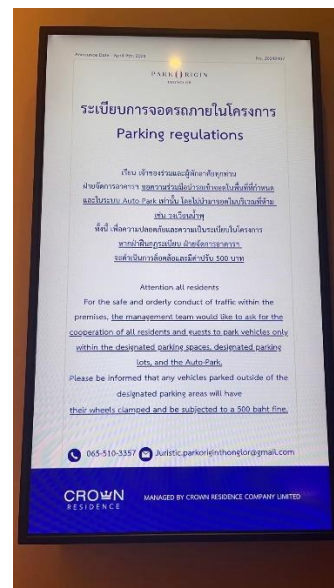 Announce Date : April 9th, 2024
PARK ORIGIN
THONGLOR
ระเบียบการจอดรถภายในโครงการ
Parking regulations
เรียน เจ้าของร่วมและผู้พักอาศัยทุกท่าน
ฝ่ายจัดการอาคารฯ ขอความร่วมมือนำรถเข้าจอดในพื้นที่ที่กำหนด
และในระบบ Auto Park เท่านั้น โดยไม่นำมาจอดในบริเวณที่ห้าม
เช่น วงเวียนน้ำพุ
ทั้งนี้ เพื่อความปลอดภัยและความเป็นระเบียบในโครงการ
หากฝ่าฝืนกฎระเบียบ ฝ่ายจัดการอาคารฯ
จะดำเนินการล็อคล้อและมีค่าปรับ 500 บาท
Attention all residents
For the safe and orderly conduct of traffic within the
premises, the management team would like to ask for the
cooperation of all residents and guests to park vehicles only
within the designated parking spaces, designated parking
lots, and the Auto-Park.
Please be informed that any vehicles parked outside of the
designated parking areas will have
their wheels clamped and be subjected to a 500 baht fine.
065-510-3357 Juristic.parkoriginthonglor@gmail.com
CROWN
RESIDENCE
MANAGED BY CROWN RESIDENCE COMPANY LIMITED